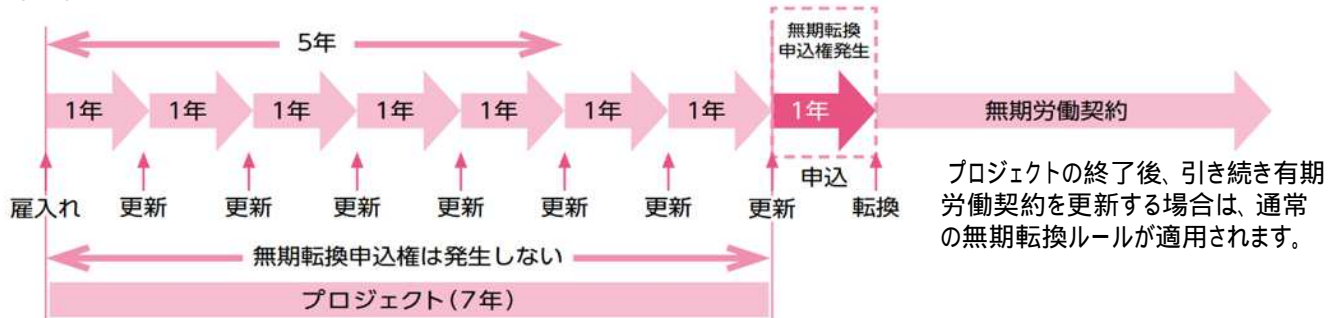 5年
無期転換
申込権発生
1年 1年 1年 1年 1年 1年 1年 1年 無期労働契約
申込
雇入れ 更新 更新 更新 更新 更新 更新 更新 転換
プロジェクトの終了後、引き続き有期
労働契約を更新する場合は、通常
の無期転換ルールが適用されます。
無期転換申込権は発生しない
プロジェクト(7年)